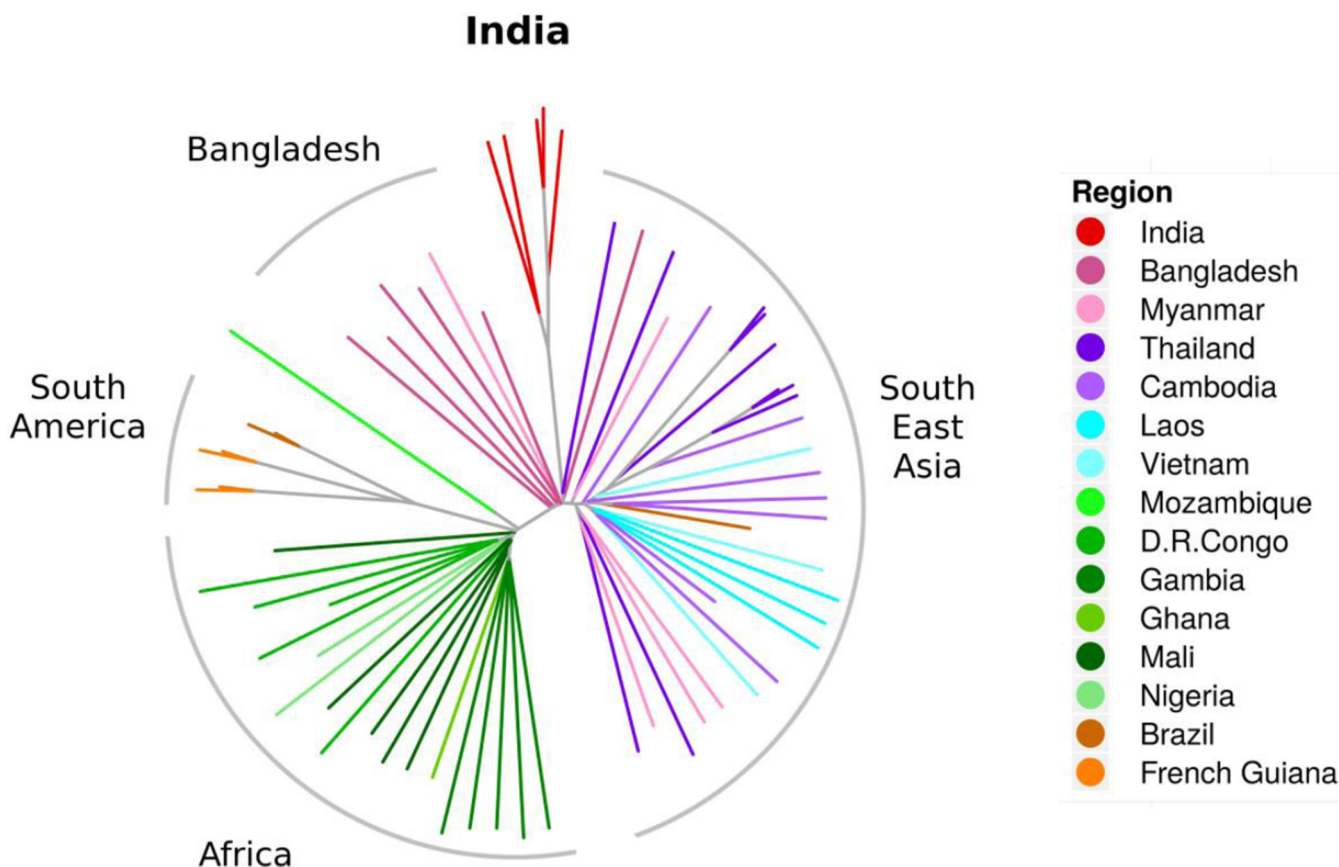 India
Bangladesh
South
America
Africa
South
East
Asia
Region
India
Bangladesh
Myanmar
Thailand
Cambodia
Laos
Vietnam
Mozambique
D.R.Congo
Gambia
Ghana
Mali
Nigeria
Brazil
French Guiana